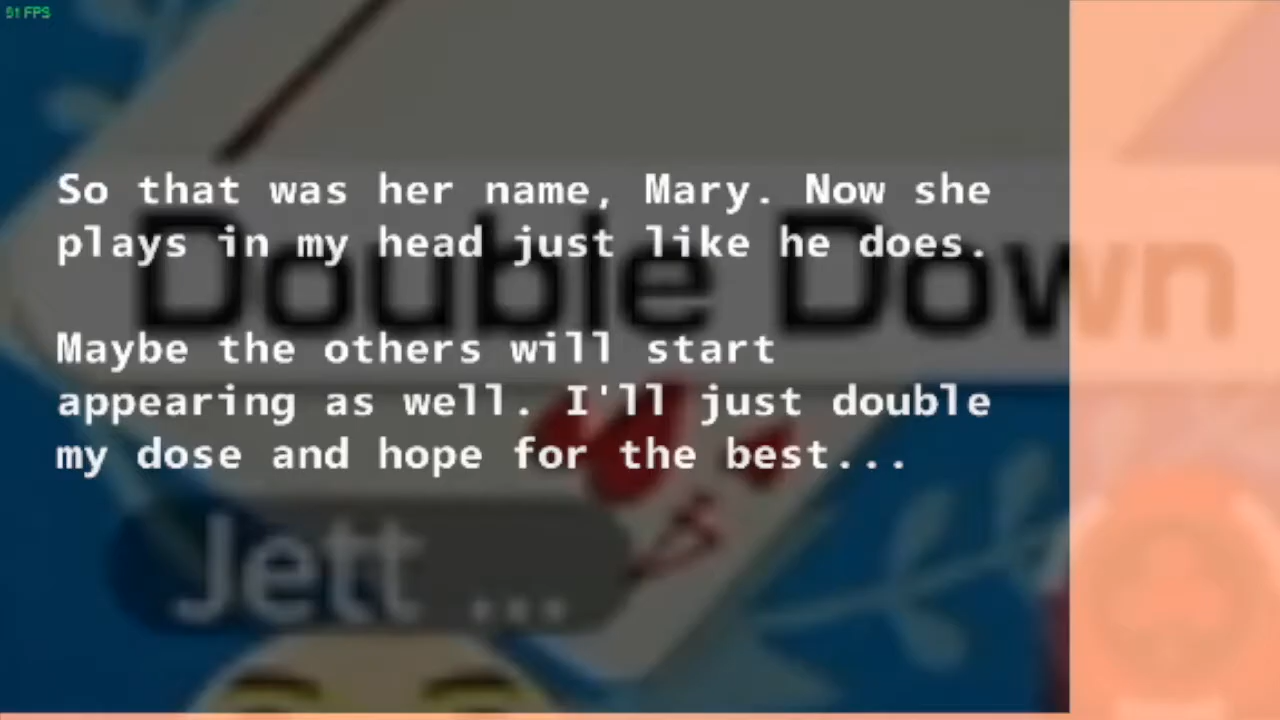 51 FPS
So that was her name, Mary. Now she
plays in my head just like he does.
Double Down
Maybe the others will start
appearing as well. I'll just double
my dose and hope for the best...
Jett ...